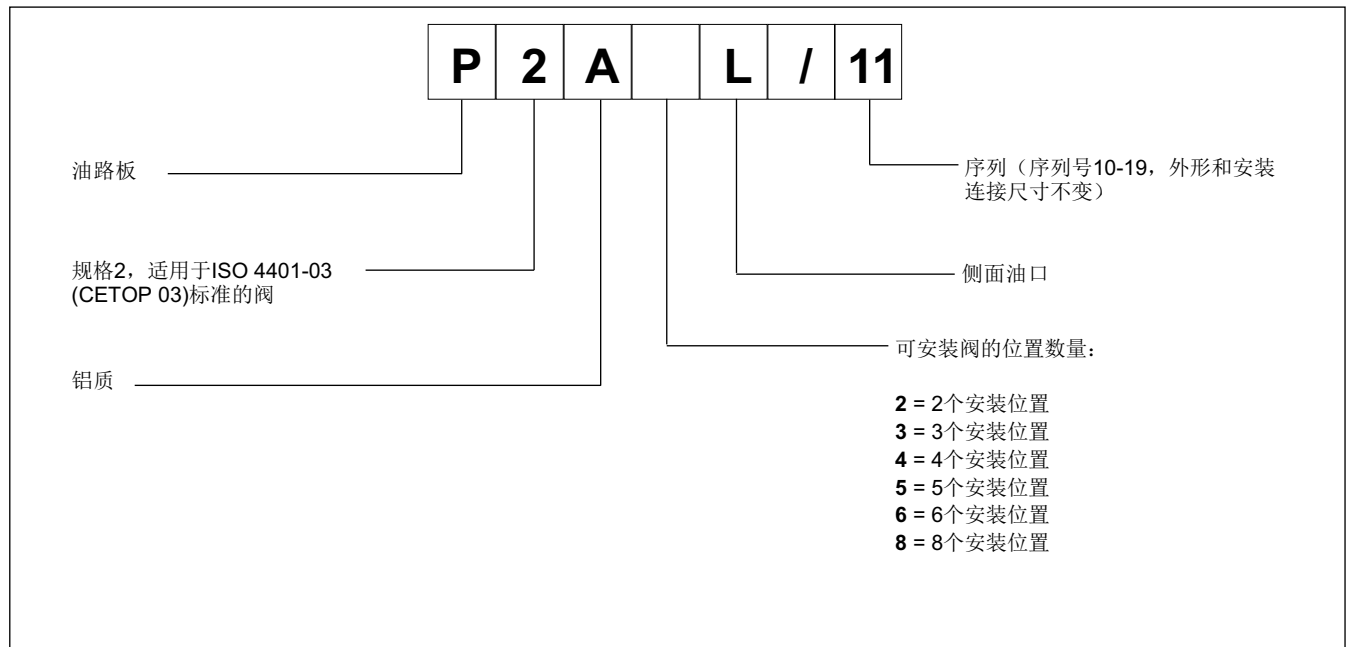 P 2 A L / 11
油路板
序列（序列号10-19，外形和安装
连接尺寸不变）
规格2，适用于ISO 4401-03
(CETOP 03)标准的阀
侧面油口
可安装阀的位置数量：
铝质
2 = 2个安装位置
3 = 3个安装位置
4 = 4个安装位置
5 = 5个安装位置
6 = 6个安装位置
8 = 8个安装位置